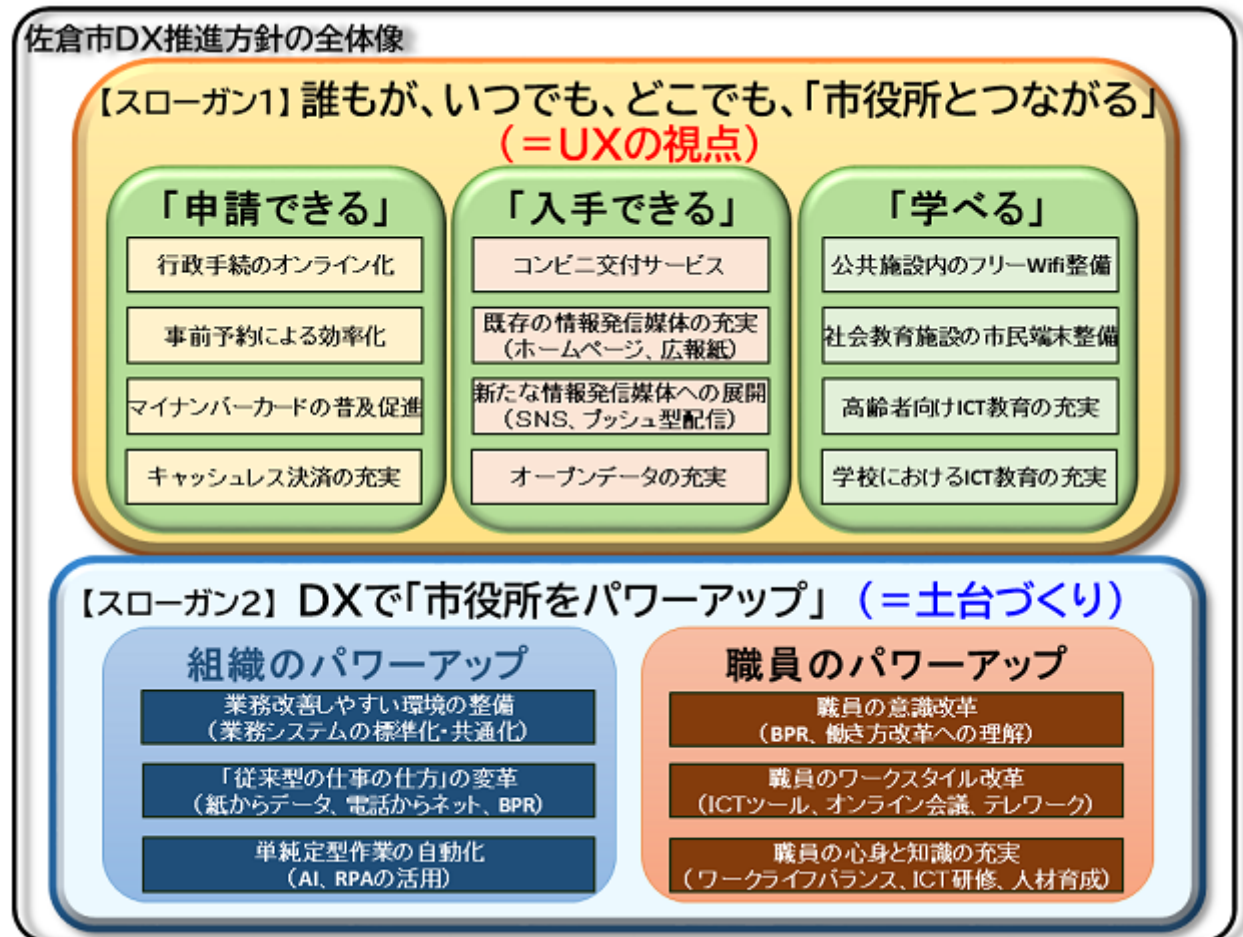 佐倉市DX推進方針の全体像
【スローガン1】誰もが、いつでも、どこでも、「市役所とつながる」
(=UXの視点)
「申請できる」
行政手続のオンライン化
事前予約による効率化
マイナンバーカードの普及促進
キャッシュレス決済の充実
「入手できる」
コンビニ交付サービス
既存の情報発信媒体の充実
(ホームページ、広報紙)
新たな情報発信媒体への展開
(SNS、プッシュ型配信)
オープンデータの充実
「学べる」
公共施設内のフリーWifi整備
社会教育施設の市民端末整備
高齢者向けICT教育の充実
学校におけるICT教育の充実
【スローガン2】DXで「市役所をパワーアップ」(=土台づくり)
組織のパワーアップ
業務改善しやすい環境の整備
(業務システムの標準化・共通化)
「従来型の仕事の仕方」の変革
(紙からデータ、電話からネット、BPR)
単純定型作業の自動化
(AI、RPAの活用)
職員のパワーアップ
職員の意識改革
(BPR、働き方改革への理解)
職員のワークスタイル改革
(ICTツール、オンライン会議、テレワーク)
職員の心身と知識の充実
(ワークライフバランス、ICT研修、人材育成)